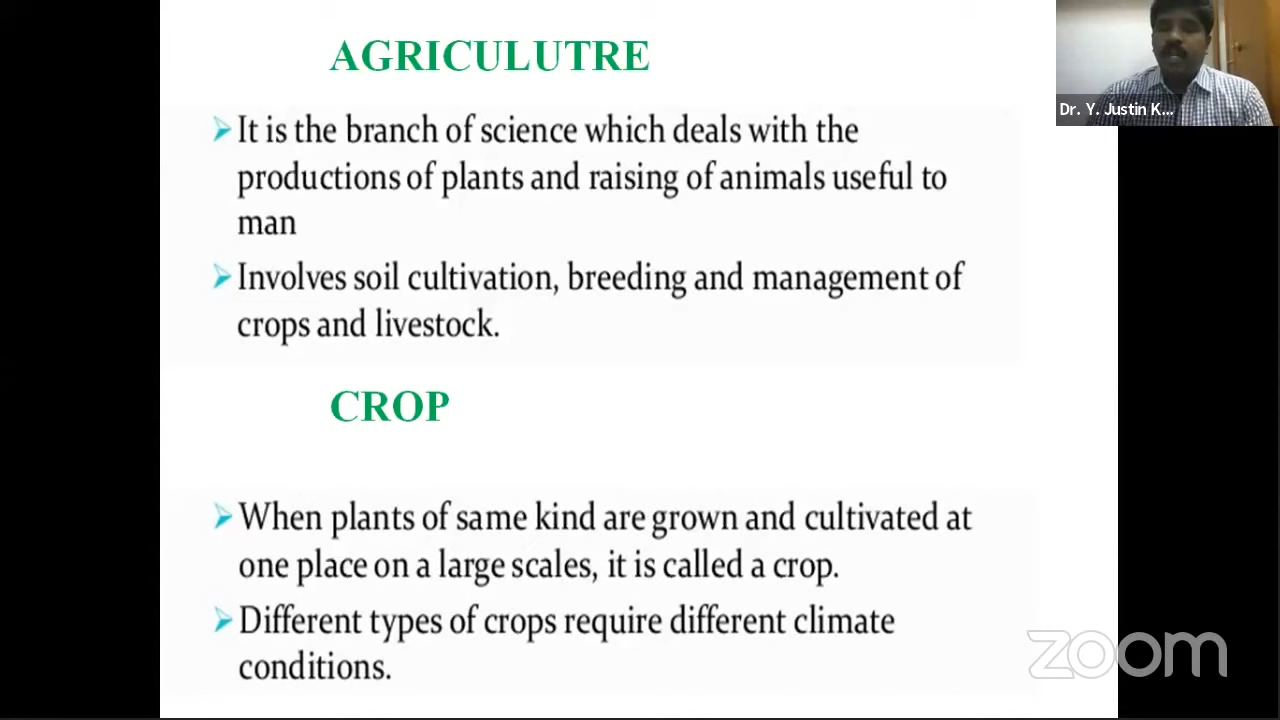 AGRICULUTRE
It is the branch of science which deals with the
productions of plants and raising of animals useful to
man
Involves soil cultivation, breeding and management of
crops and livestock.
CROP
When plants of same kind are grown and cultivated at
one place on a large scales, it is called a crop.
Different types of crops require different climate
conditions.
Dr. Y. Justin K...
zoom